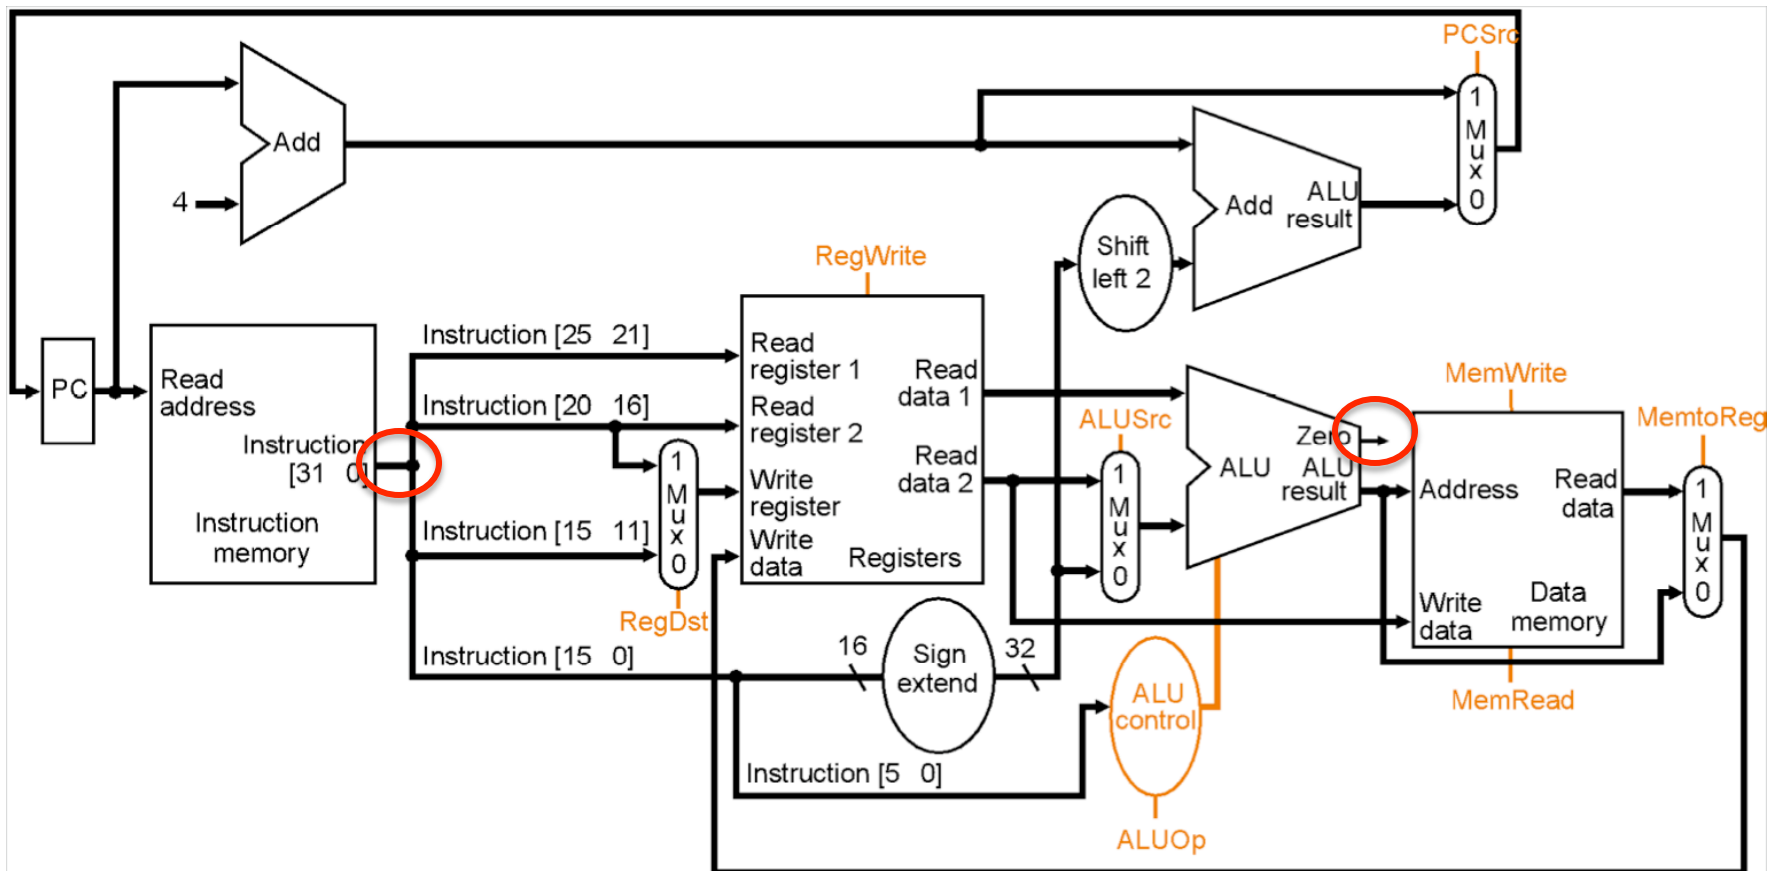 PCSrc
1
M
u
x
0
Add
4
Add
ALU
result
Shift
left 2
RegWrite
PC
Read
address
Instruction
[31 0]
Instruction
memory
Instruction [25 21]
Instruction [20 16]
Instruction [15 11]
Instruction [15 0]
Instruction [5 0]
1
M
u
x
0
RegDst
Read
register 1
Read
register 2
Write
register
Write
data
Read
data 1
Read
data 2
Registers
16
Sign
extend
32
ALUSrc
1
M
u
x
0
Zero
ALU
ALU
result
ALU
control
ALUOp
MemWrite
Address
Read
data
Write
data
Data
memory
MemRead
MemtoReg
1
M
u
x
0